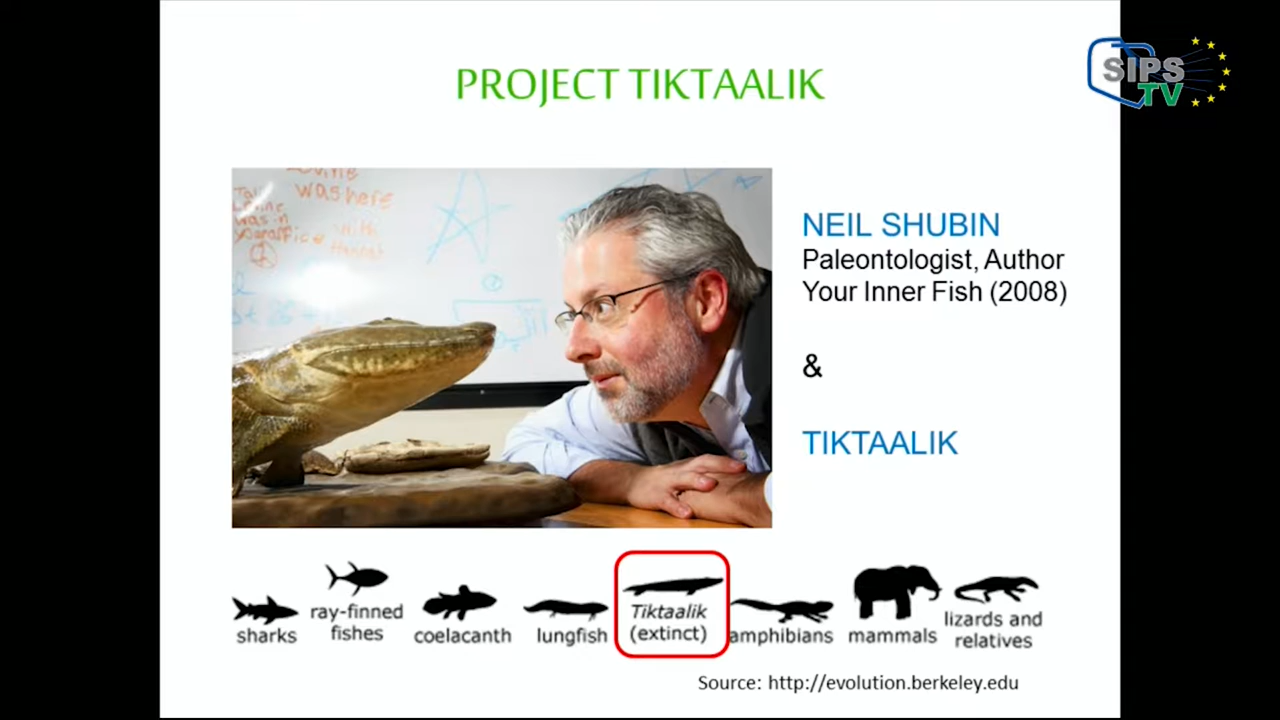 PROJECT TIKTAALIK
SIPS
TV
was here
NEIL SHUBIN
Paleontologist, Author
Your Inner Fish (2008)
&
TIKTAALIK
sharks
ray-finned
fishes
coelacanth
lungfish
Tiktaalik
(extinct)
amphibians
mammals
lizards and
relatives
Source: http://evolution.berkeley.edu